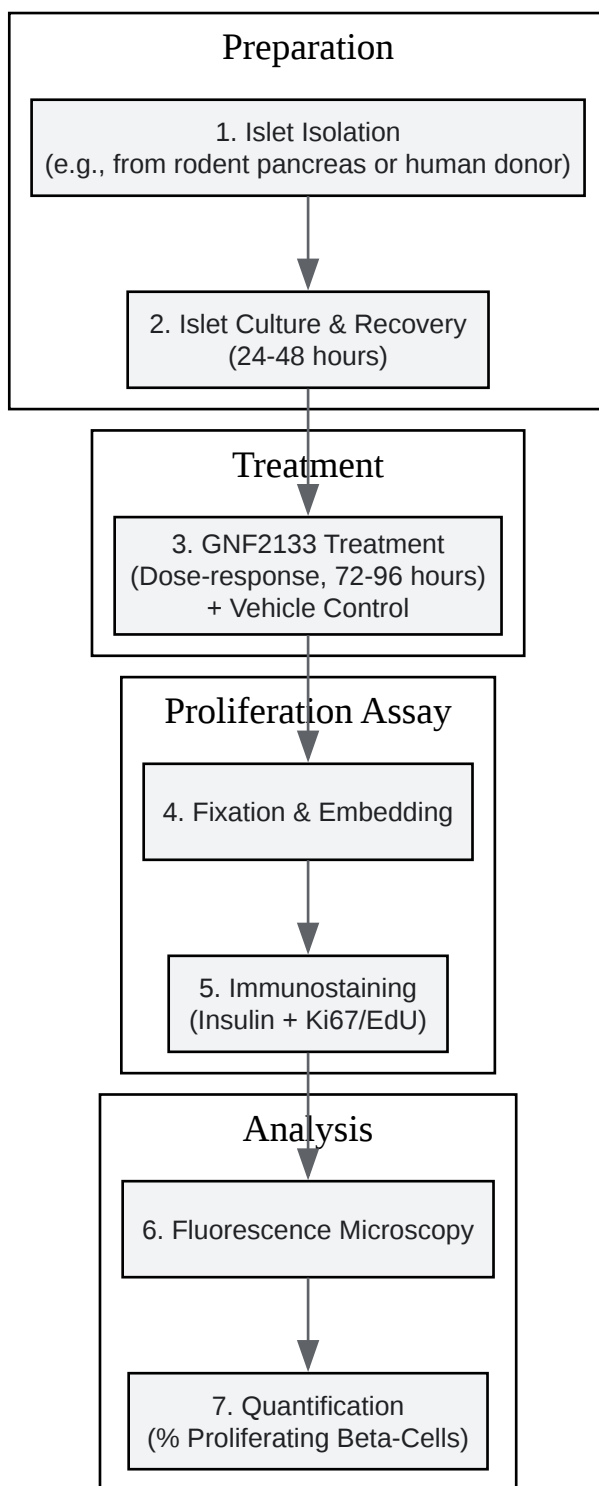 Preparation
1. Islet Isolation
(e.g., from rodent pancreas or human donor)
2. Islet Culture & Recovery
(24-48 hours)
Treatment
3. GNF2133 Treatment
(Dose-response, 72-96 hours)
+ Vehicle Control
Proliferation Assay
4. Fixation & Embedding
5. Immunostaining
(Insulin + Ki67/EdU)
Analysis
6. Fluorescence Microscopy
7. Quantification
(% Proliferating Beta-Cells)